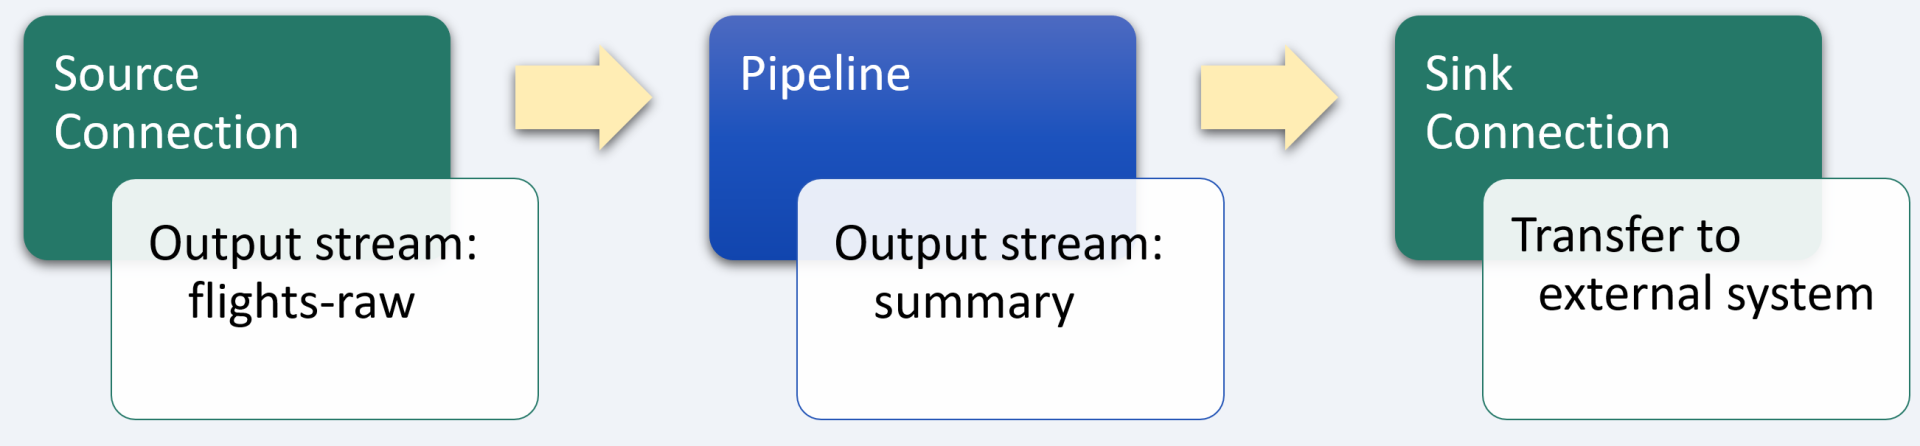 Source
Connection
Output stream:
flights-raw
Pipeline
Output stream:
summary
Sink
Connection
Transfer to
external system